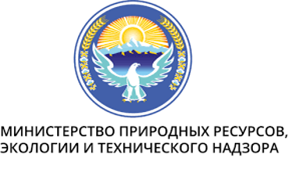 МИНИСТЕРСТВО ПРИРОДНЫХ РЕСУРСОВ,
ЭКОЛОГИИ И ТЕХНИЧЕСКОГО НАДЗОРА